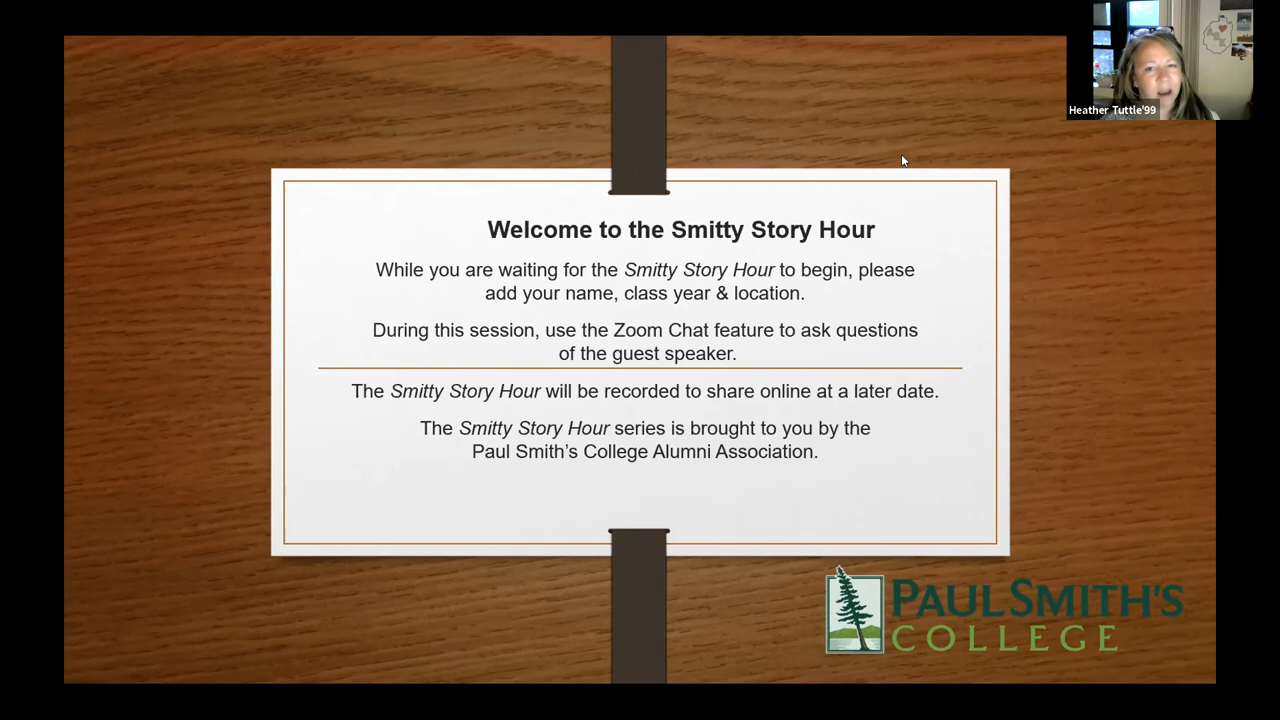 Heather Tuttle'99
Welcome to the Smitty Story Hour
While you are waiting for the Smitty Story Hour to begin, please
add your name, class year & location.
During this session, use the Zoom Chat feature to ask questions
of the guest speaker.
The Smitty Story Hour will be recorded to share online at a later date.
The Smitty Story Hour series is brought to you by the
Paul Smith’s College Alumni Association.
PAUL SMITH'S
COLLEGE